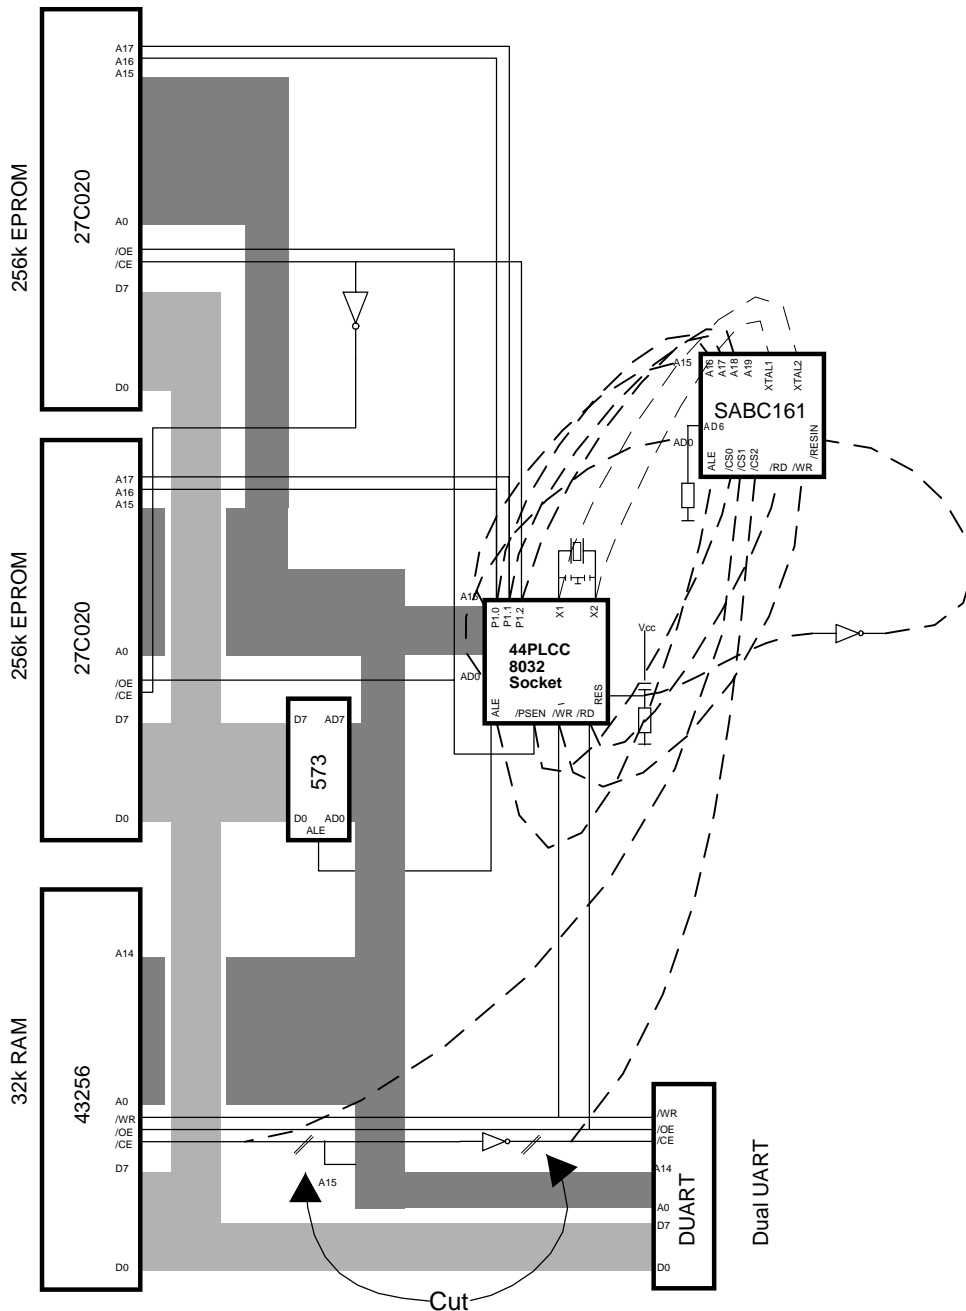 A17
A16
A15
256k EPROM
27C020
A0
/OE
/CE
D7
D0
A17
A16
A15
256k EPROM
27C020
A0
/OE
/CE
D7
D0
D7
AD7
573
D0
AD0
ALE
A14
32k RAM
43256
A0
/WR
/OE
/CE
D7
D0
A15
Cut
A15
A16
A17
A18
A19
XTAL1
XTAL2
SABC161
AD6
AD0
ALE
/CS0
/CS1
/CS2
/RD
/WR
/RESIN
P1.0
P1.1
P1.2
X1
X2
44PLCC
8032
Socket
AD0
ALE
/PSEN
/WR
/RD
RES
Vcc
/WR
/OE
/CE
A14
A0
D7
D0
DUART
Dual UART